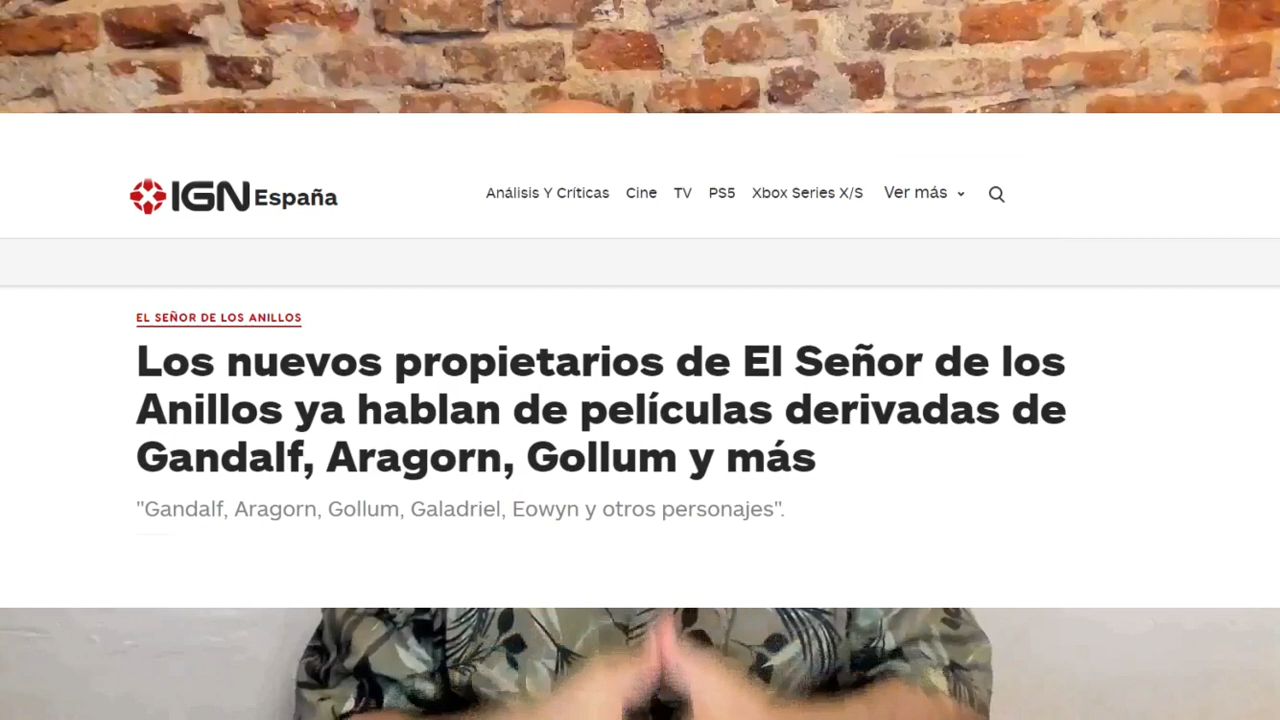 IGN España
Análisis Y Críticas Cine TV PS5 Xbox Series X/S Ver más
EL SEÑOR DE LOS ANILLOS
Los nuevos propietarios de El Señor de los
Anillos ya hablan de películas derivadas de
Gandalf, Aragorn, Gollum y más
"Gandalf, Aragorn, Gollum, Galadriel, Eowyn y otros personajes".